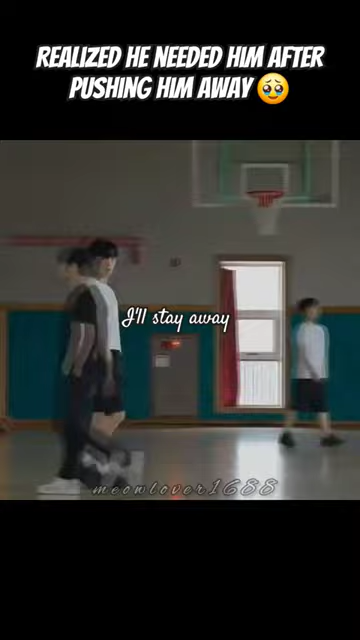 REALIZED HE NEEDED HIM AFTER
PUSHING HIM AWAY 🥹
I'll stay away
meowlover1688